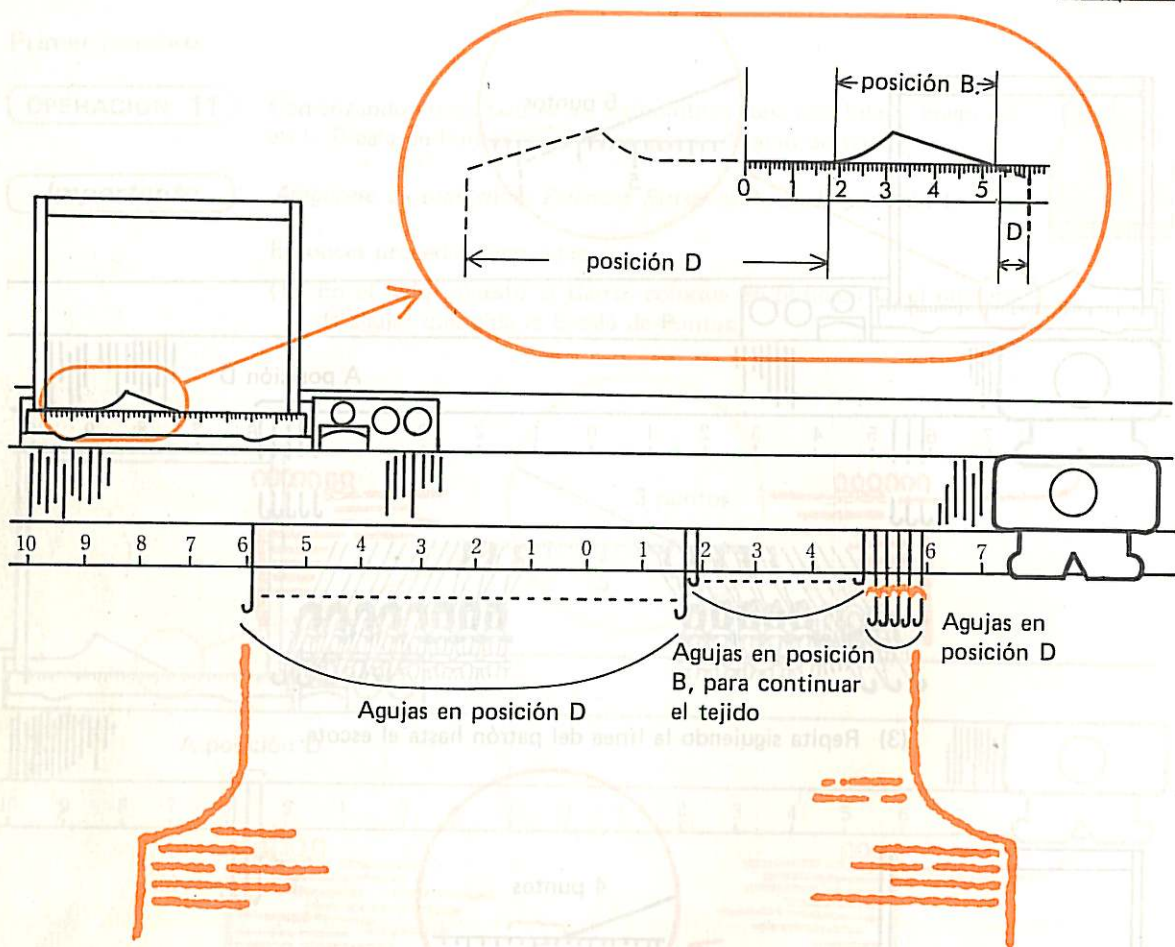 posición B.
0 1 2 3 4 5
D
posición D
10 9 8 7 6 5 4 3 2 1 0 1 2 3 4 6 7
Agujas en posición D
Agujas en posición
B, para continuar
el tejido
Agujas en
posición D